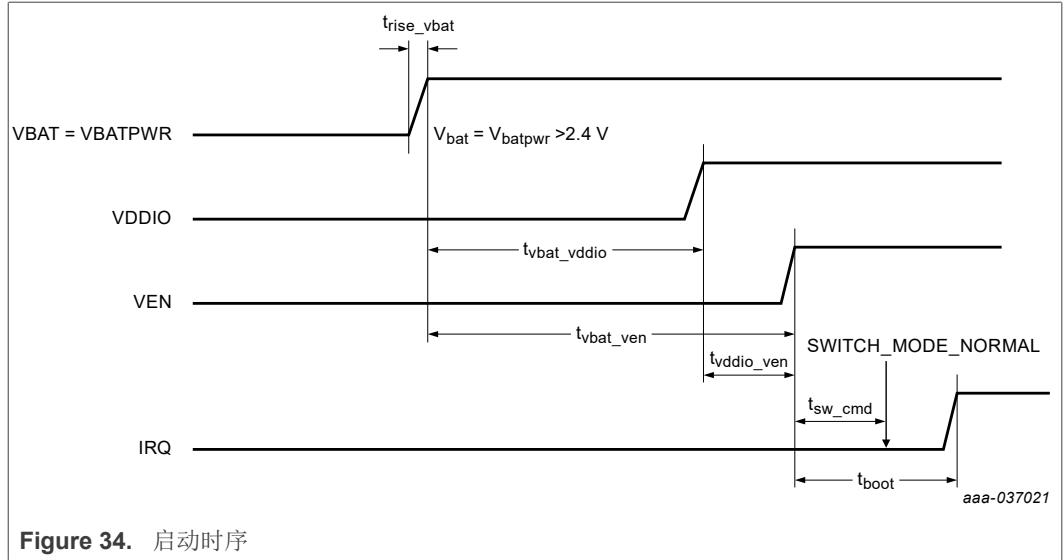 trise_vbat
VBAT = VBATPWR
Vbat = Vbatpwr >2.4 V
VDDIO
tvbat_vddio
VEN
tvbat_ven
SWITCH_MODE_NORMAL
tvddio_ven
tsw_cmd
IRQ
tboot
aaa-037021
Figure 34. 启动时序